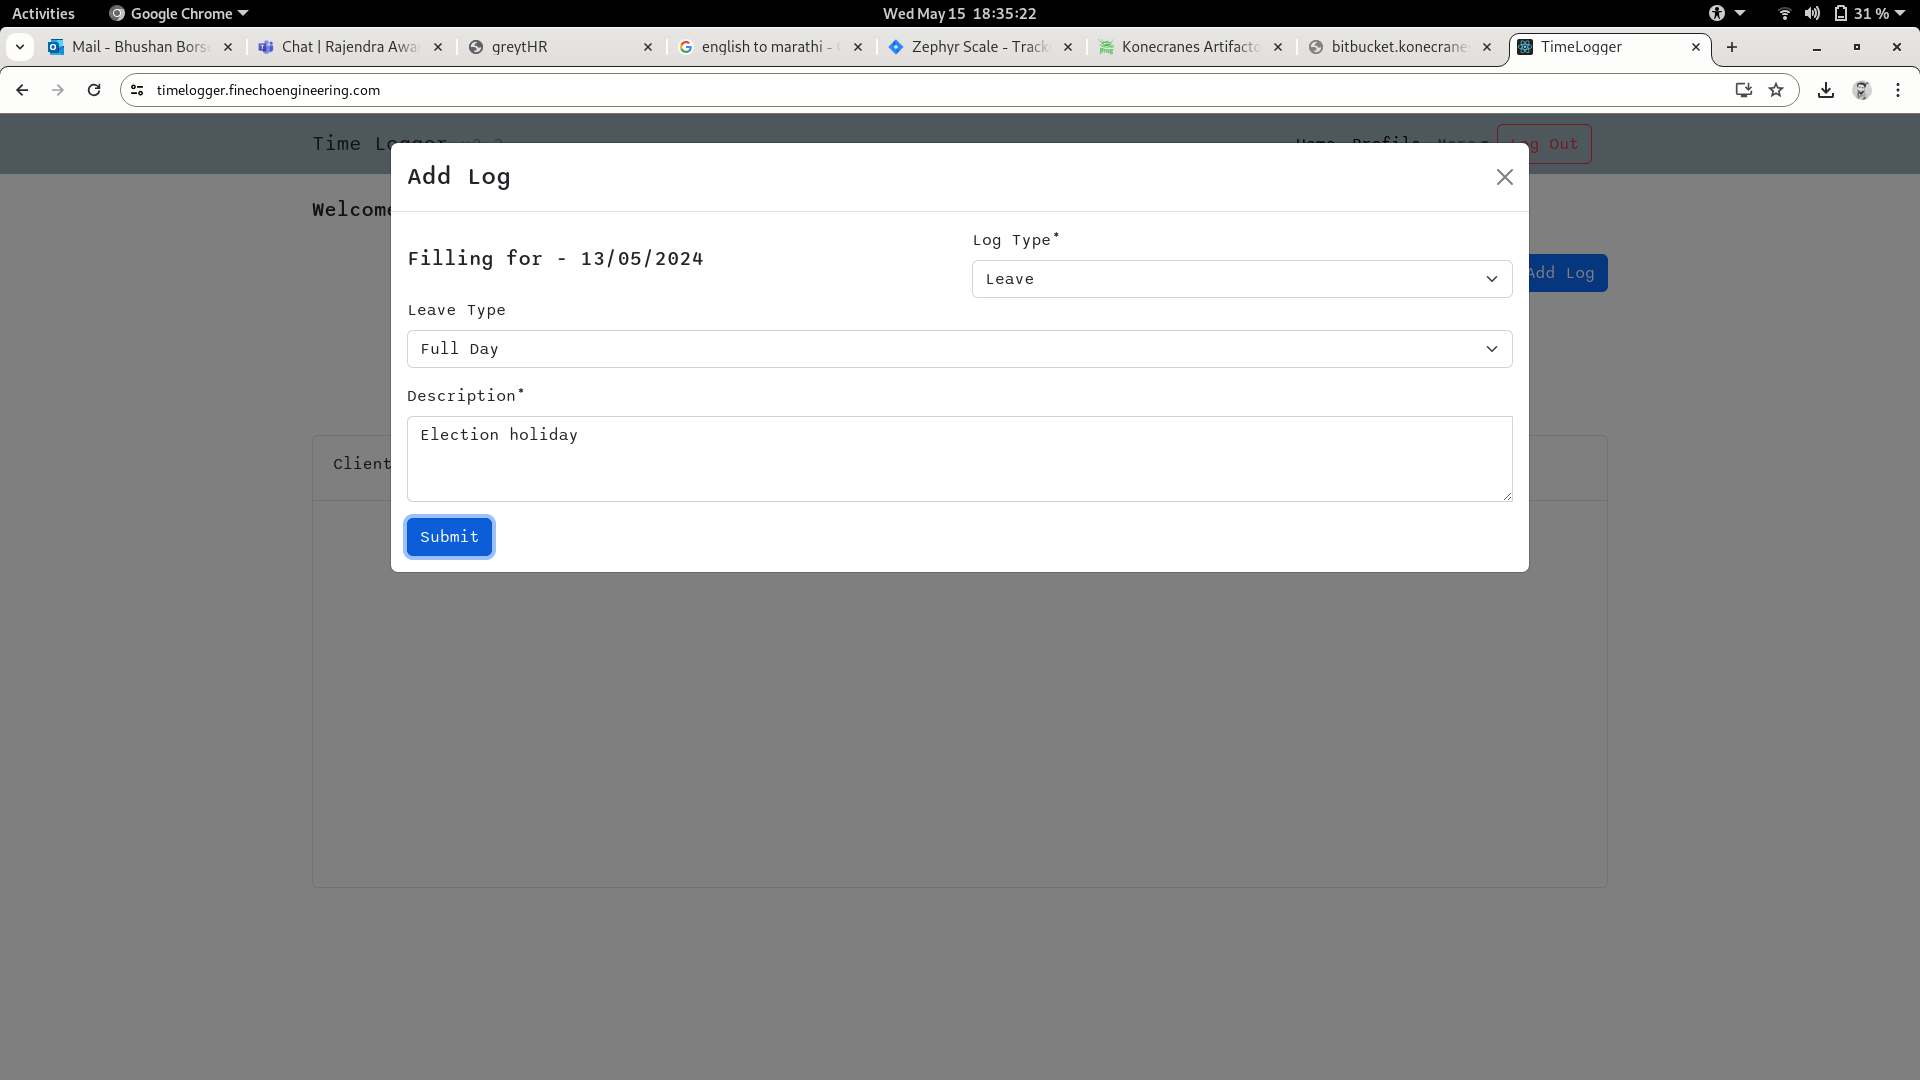 Activities Google Chrome Wed May 15 18:35:22 31 %
Mail - Bhushan Bors Chat | Rajendra Awa greytHR english to marathi - Zephyr Scale - Track Konecranes Artifacto bitbucket.konecrane TimeLogger
timelogger.finechoengineering.com
Time Logger Home Profile Log Out
Add Log
Welcome
Filling for - 13/05/2024
Log Type*
Leave
Add Log
Leave Type
Full Day
Description*
Election holiday
Client
Submit